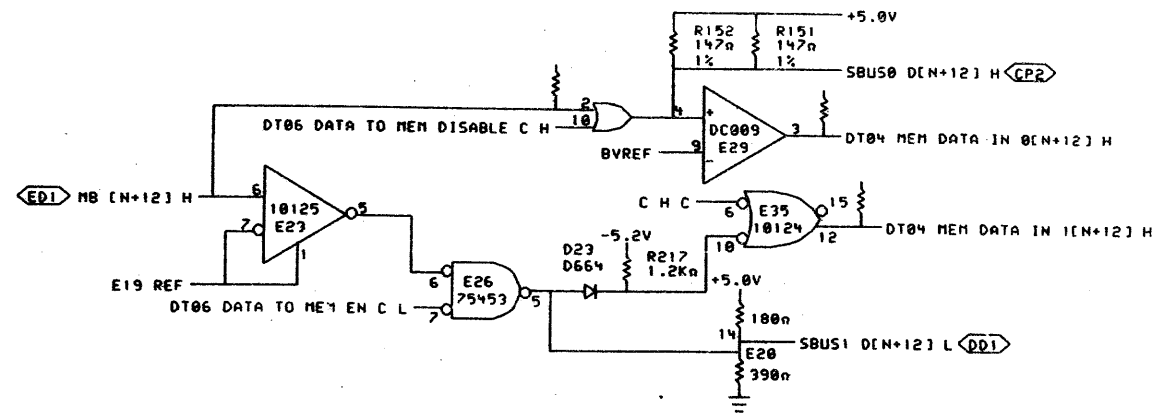 +5.0V
R152
147Ω
1%
R151
147Ω
1%
SBUS0 D[N+12] H CP2
2
10
DT06 DATA TO MEM DISABLE C H
4
+
DC009
E29
3
DT04 MEM DATA IN 0[N+12] H
BVREF
9
-
ED1 MB [N+12] H
6
10125
E23
5
7
1
E19 REF
C H C
6
E35
10124
15
12
DT04 MEM DATA IN 1[N+12] H
10
D23
D664
-5.2V
R217
1.2KΩ
6
E26
75453
5
DT06 DATA TO MEM EN C L
7
+5.0V
180Ω
14
SBUS1 D[N+12] L DD1
E20
390Ω